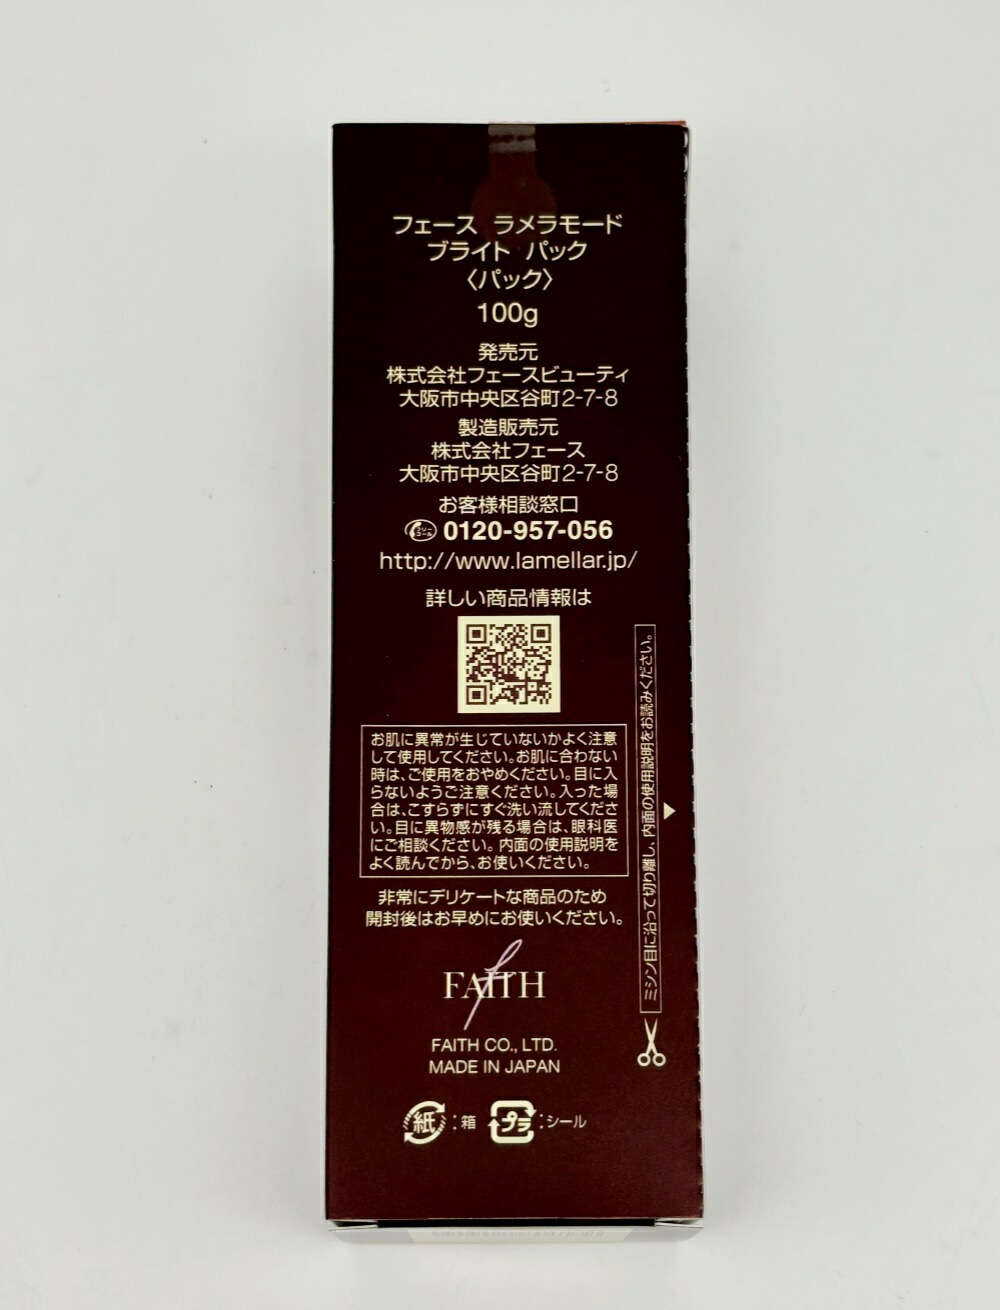 フェース ラメラモード
ブライト パック
〈パック〉
100g
発売元
株式会社フェースビューティ
大阪市中央区谷町2-7-8
製造販売元
株式会社フェース
大阪市中央区谷町2-7-8
お客様相談窓口
フリーコール 0120-957-056
http://www.lamellar.jp/
詳しい商品情報は
お肌に異常が生じていないかよく注意
して使用してください。お肌に合わない
時は、ご使用をおやめください。目に入
らないようご注意ください。入った場
合は、こすらずにすぐ洗い流してくださ
い。目に異物感が残る場合は、眼科医
にご相談ください。内面の使用説明を
よく読んでから、お使いください。
非常にデリケートな商品のため
開封後はお早めにお使いください。
ミシン目に沿って切り離し、内面の使用説明をお読みください。
FAITH
FAITH CO., LTD.
MADE IN JAPAN
紙:箱 プラ:シール